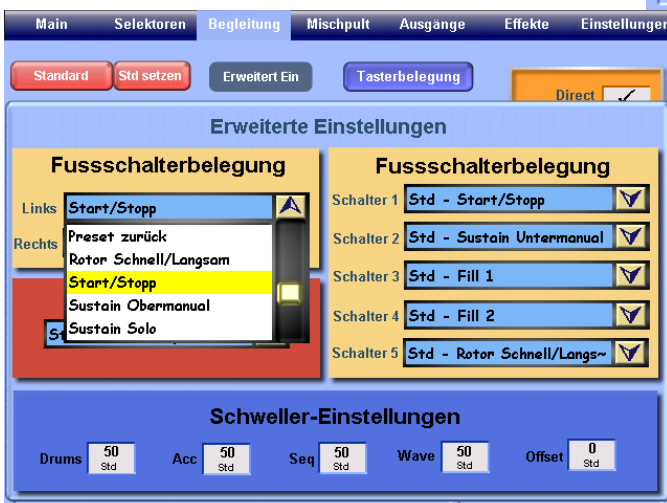 Main Selektoren Begleitung Mischpult Ausgänge Effekte Einstellunge
Standard Std setzen Erweitert Ein Tasterbelegung
Direct
Erweiterte Einstellungen
Fussschalterbelegung
Links Start/Stopp
Rechts
Preset zurück
Rotor Schnell/Langsam
Start/Stopp
Sustain Obermanual
Sustain Solo
Fussschalterbelegung
Schalter 1 Std - Start/Stopp
Schalter 2 Std - Sustain Untermanual
Schalter 3 Std - Fill 1
Schalter 4 Std - Fill 2
Schalter 5 Std - Rotor Schnell/Langs~
Schweller-Einstellungen
Drums 50 Std Acc 50 Std Seq 50 Std Wave 50 Std Offset 0 Std